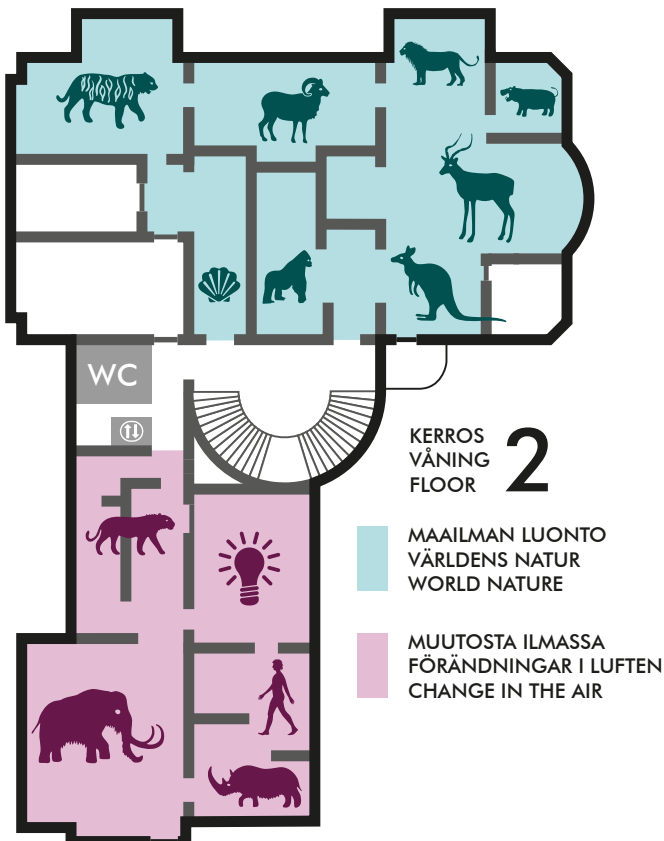 WC
KERROS
VÅNING
FLOOR
2
MAAILMAN LUONTO
VÄRLDENS NATUR
WORLD NATURE
MUUTOSTA ILMASSA
FÖRÄNDNINGAR I LUFTEN
CHANGE IN THE AIR